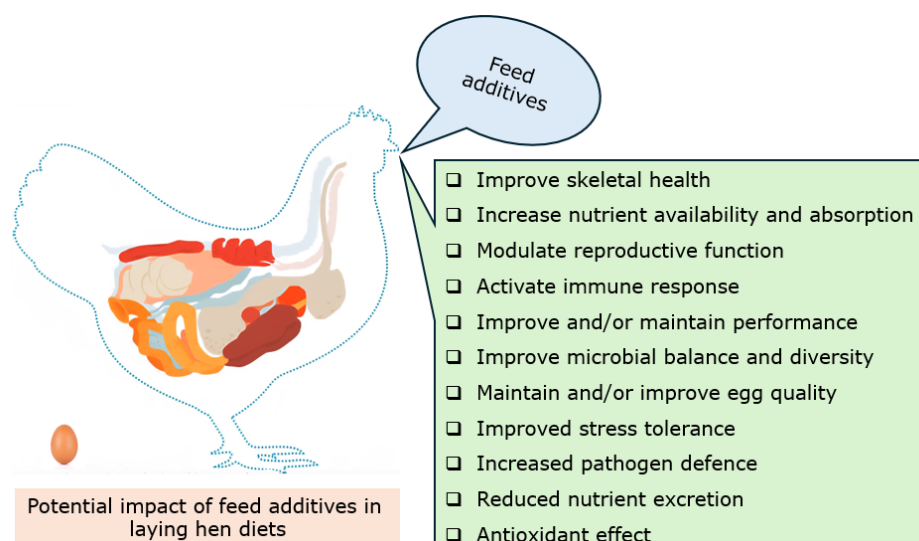 Feed
additives
Improve skeletal health
Increase nutrient availability and absorption
Modulate reproductive function
Activate immune response
Improve and/or maintain performance
Improve microbial balance and diversity
Maintain and/or improve egg quality
Improved stress tolerance
Increased pathogen defence
Reduced nutrient excretion
Antioxidant effect
Potential impact of feed additives in
laying hen diets